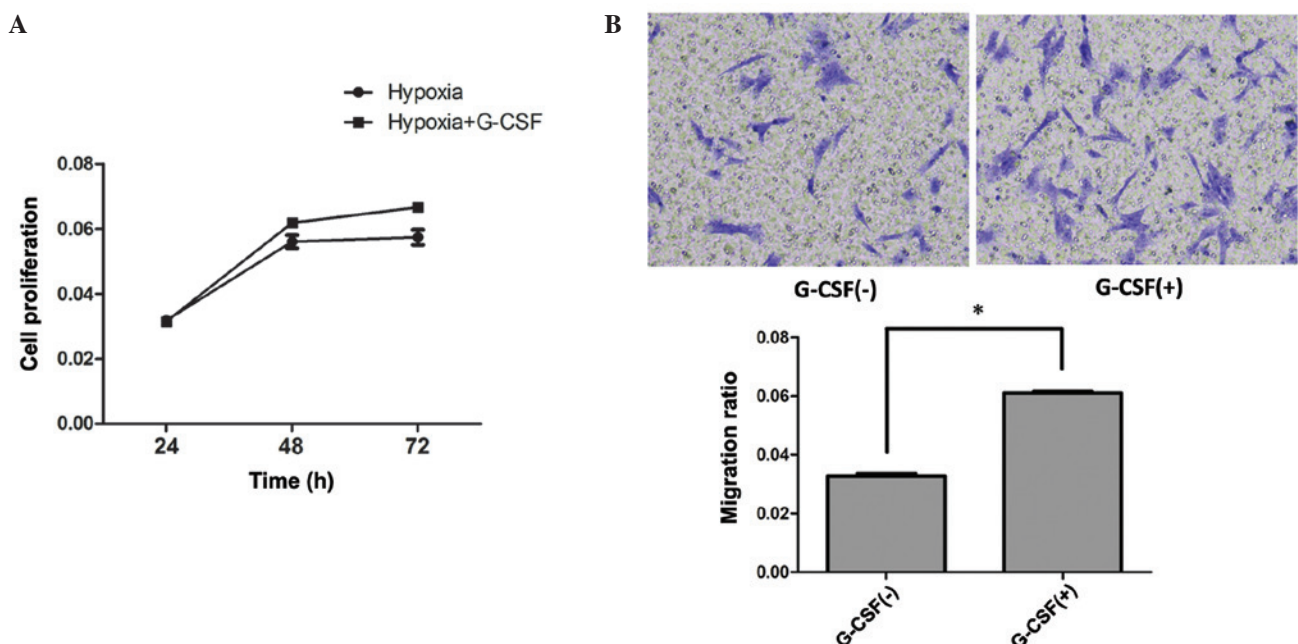 A
Hypoxia
Hypoxia+G-CSF
0.08
0.06
0.04
0.02
0.00
Cell proliferation
24 48 72
Time (h)
B
G-CSF(-) G-CSF(+)
*
0.08
0.06
0.04
0.02
0.00
Migration ratio
G-CSF(-) G-CSF(+)